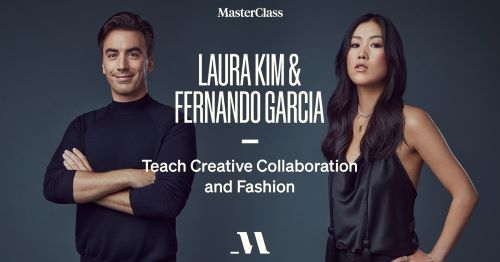 MasterClass
LAURA KIM &
FERNANDO GARCIA
Teach Creative Collaboration
and Fashion